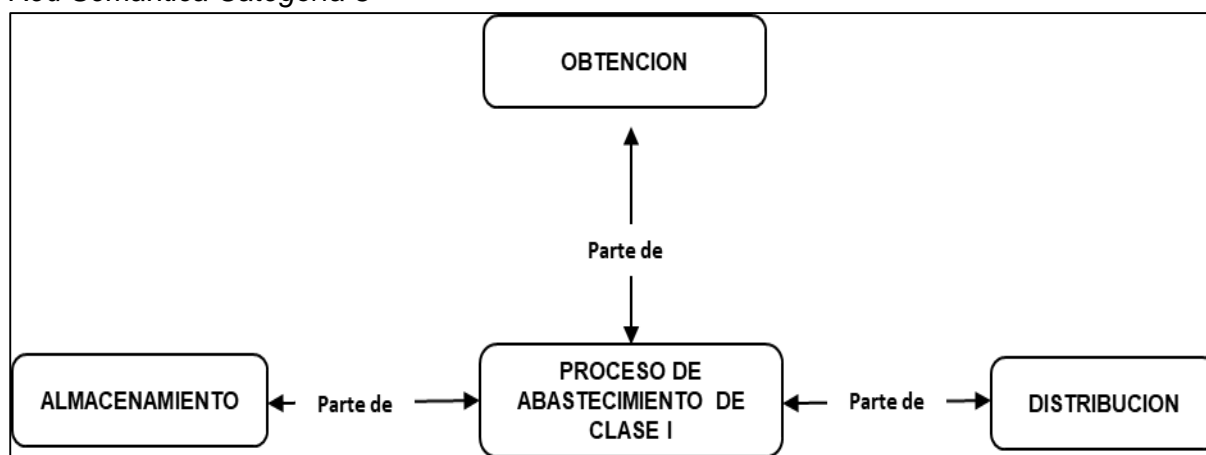 OBTENCION
Parte de
PROCESO DE
ABASTECIMIENTO DE
CLASE I
ALMACENAMIENTO
Parte de
Parte de
DISTRIBUCION